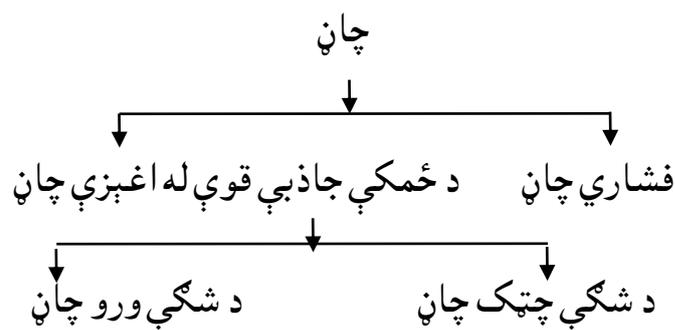 چاڼ
فشاري چاڼ	د ځمکې جاذبې قوې له اغېزې چاڼ
د شګې چټک چاڼ	د شګې ورو چاڼ